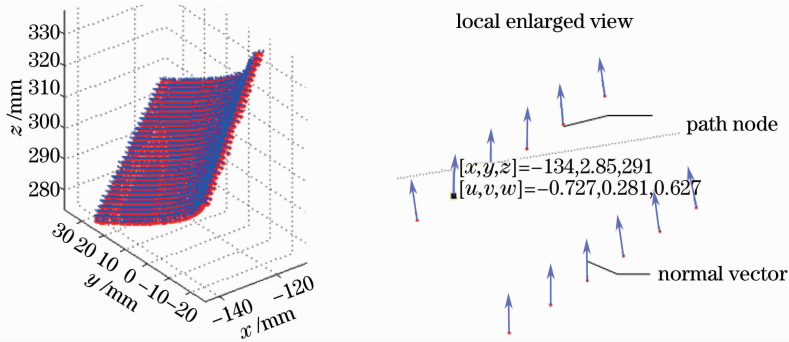 330
320
310
300
290
280
z /mm
30 20 10 0 −10 −20
y /mm
−140 −120
x /mm
local enlarged view
path node
[x,y,z]=−134,2.85,291
[u,v,w]=−0.727,0.281,0.627
normal vector